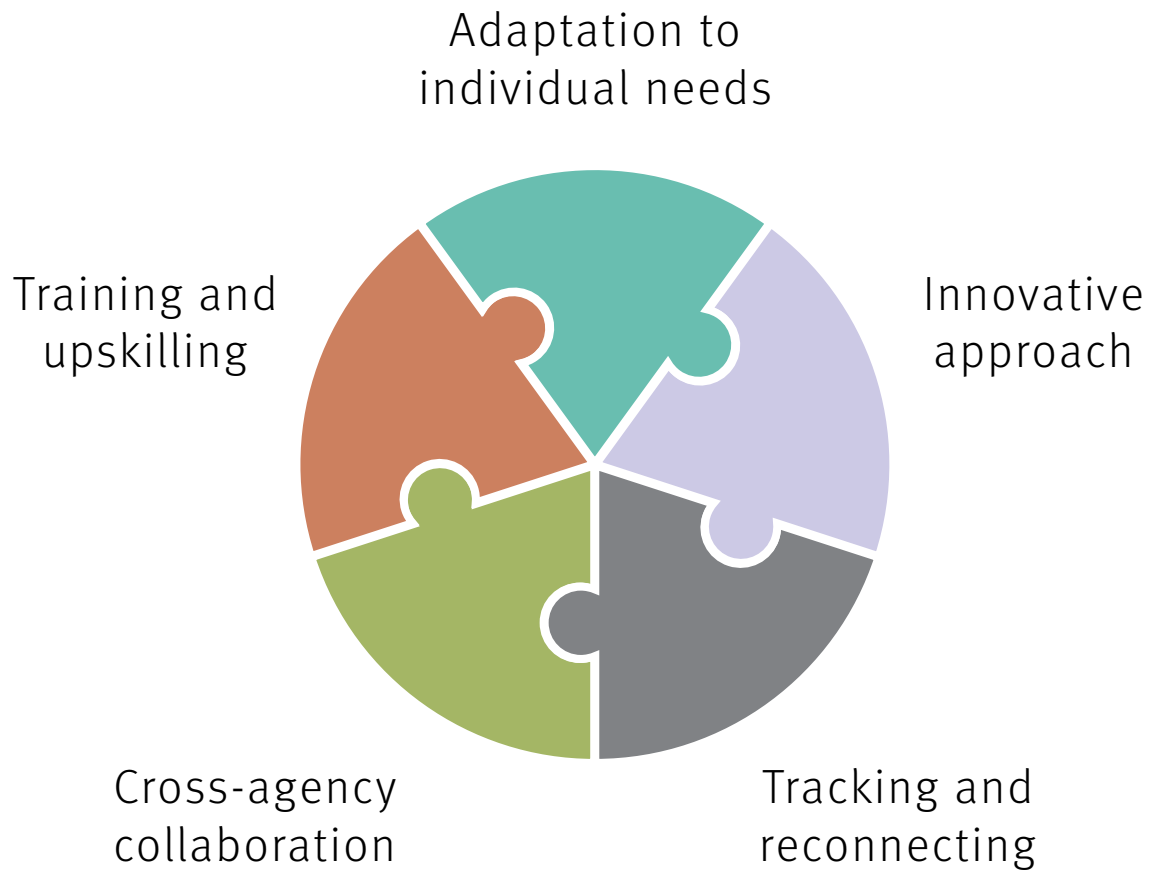 Adaptation to
individual needs
Training and
upskilling
Innovative
approach
Cross-agency
collaboration
Tracking and
reconnecting